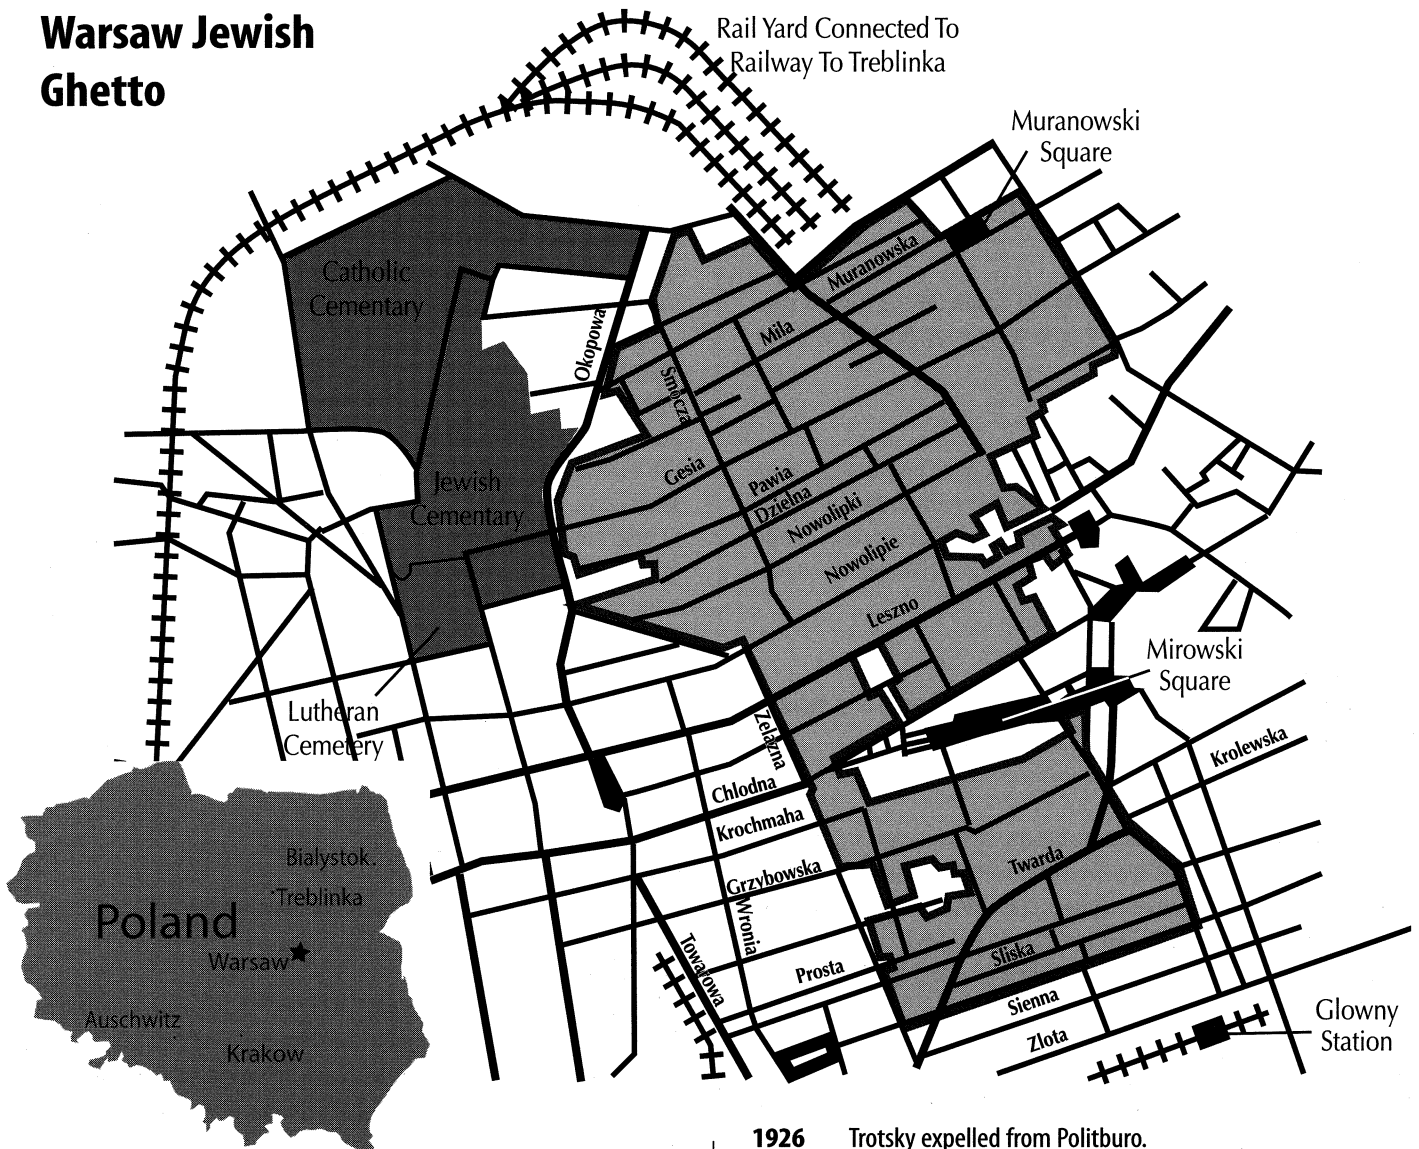 Warsaw Jewish
Ghetto
Rail Yard Connected To
Railway To Treblinka
Muranowski
Square
Muranowska
Catholic
Cementary
Okopowa
Mila
Smocza
Gesia
Pawia
Dzielna
Nowolipki
Nowolipie
Leszno
Jewish
Cementary
Mirowski
Square
Lutheran
Cemetery
Zelazna
Krolewska
Chlodna
Krochmaha
Grzybowska
Twarda
Wronia
Towarowa
Prosta
Sliska
Sienna
Zlota
Glowny
Station
Bialystok.
Treblinka
Poland
Warsaw
Auschwitz
Krakow
1926 Trotsky expelled from Politburo.